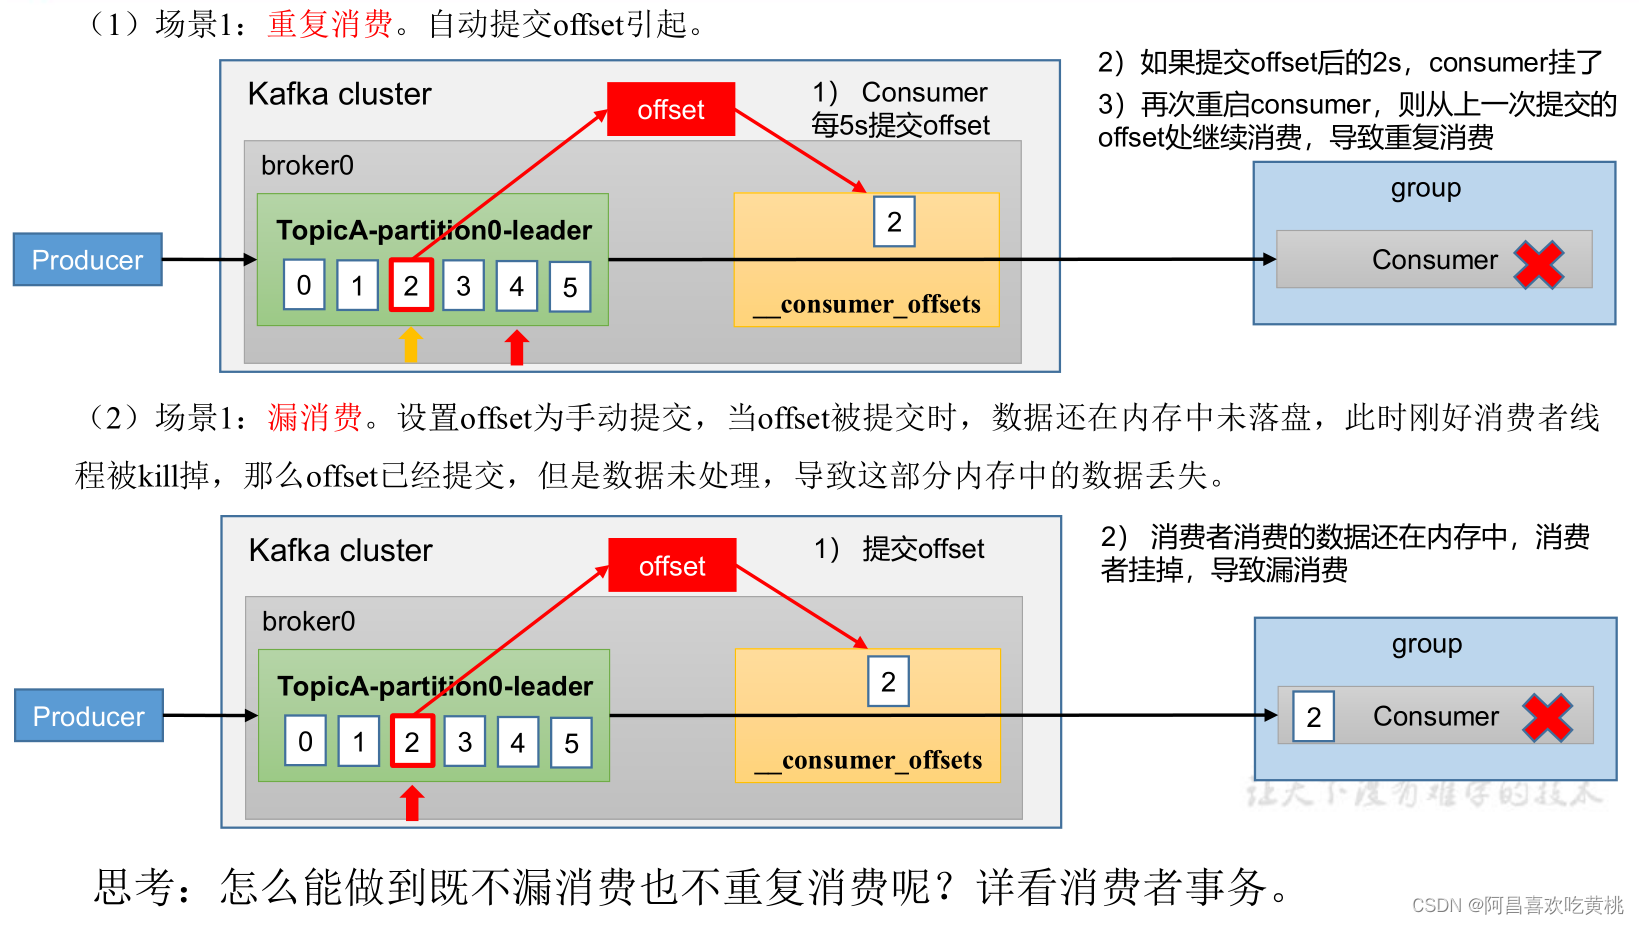 （1）场景1：重复消费。自动提交offset引起。
Kafka cluster
offset
1） Consumer
每5s提交offset
2）如果提交offset后的2s，consumer挂了
3）再次重启consumer，则从上一次提交的
offset处继续消费，导致重复消费
broker0
TopicA-partition0-leader
0 1 2 3 4 5
2
__consumer_offsets
Producer
group
Consumer
（2）场景1：漏消费。设置offset为手动提交，当offset被提交时，数据还在内存中未落盘，此时刚好消费者线
程被kill掉，那么offset已经提交，但是数据未处理，导致这部分内存中的数据丢失。
Kafka cluster
offset
1） 提交offset
2） 消费者消费的数据还在内存中，消费
者挂掉，导致漏消费
broker0
TopicA-partition0-leader
0 1 2 3 4 5
2
__consumer_offsets
Producer
group
2 Consumer
让天下没有难学的技术
思考：怎么能做到既不漏消费也不重复消费呢？详看消费者事务。
CSDN @阿昌喜欢吃黄桃